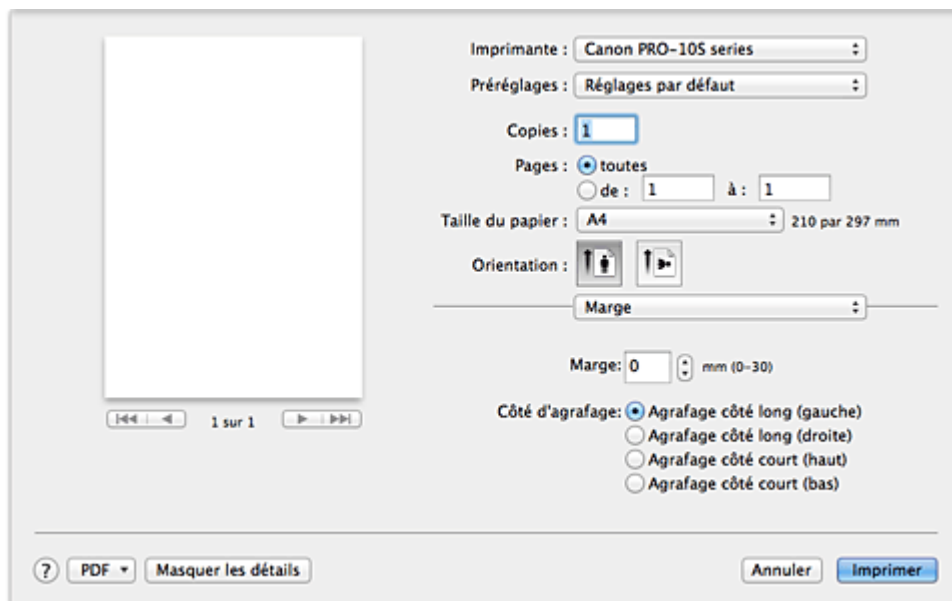 Imprimante : Canon PRO-10S series
Préréglages : Réglages par défaut
Copies : 1
Pages : toutes
de : 1 à : 1
Taille du papier : A4 210 par 297 mm
Orientation :
Marge
Marge: 0 mm (0-30)
1 sur 1
Côté d'agrafage: Agrafage côté long (gauche)
Agrafage côté long (droite)
Agrafage côté court (haut)
Agrafage côté court (bas)
? PDF Masquer les détails Annuler Imprimer